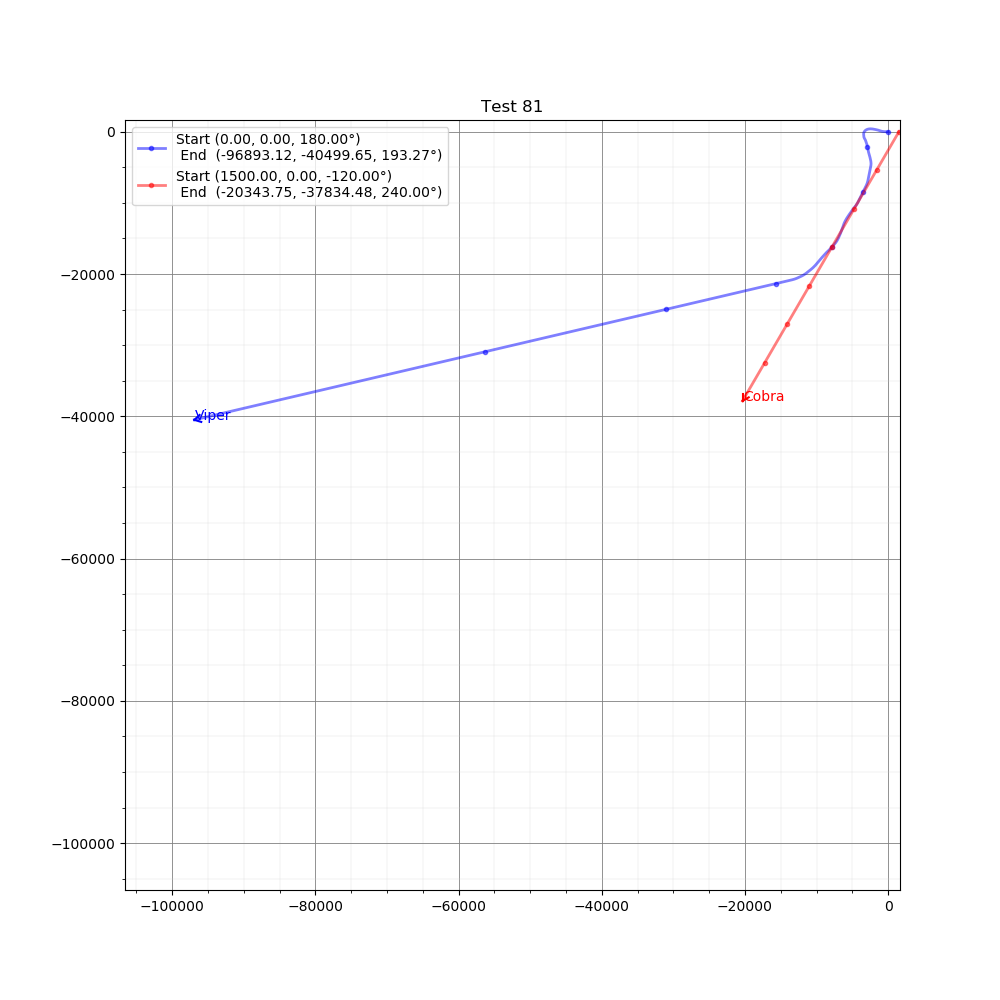 Test 81
Start (0.00, 0.00, 180.00°)
End  (-96893.12, -40499.65, 193.27°)
Start (1500.00, 0.00, -120.00°)
End  (-20343.75, -37834.48, 240.00°)
0
−20000
−40000
−60000
−80000
−100000
Viper
Cobra
−100000
−80000
−60000
−40000
−20000
0